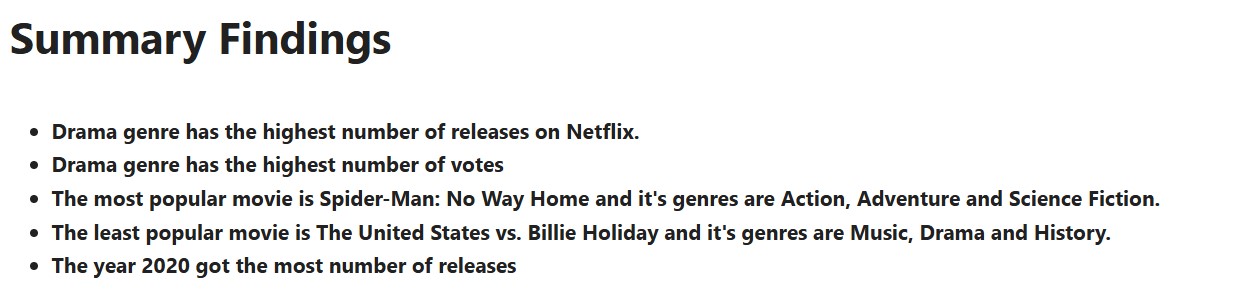 Summary Findings
• Drama genre has the highest number of releases on Netflix.
• Drama genre has the highest number of votes
• The most popular movie is Spider-Man: No Way Home and it's genres are Action, Adventure and Science Fiction.
• The least popular movie is The United States vs. Billie Holiday and it's genres are Music, Drama and History.
• The year 2020 got the most number of releases